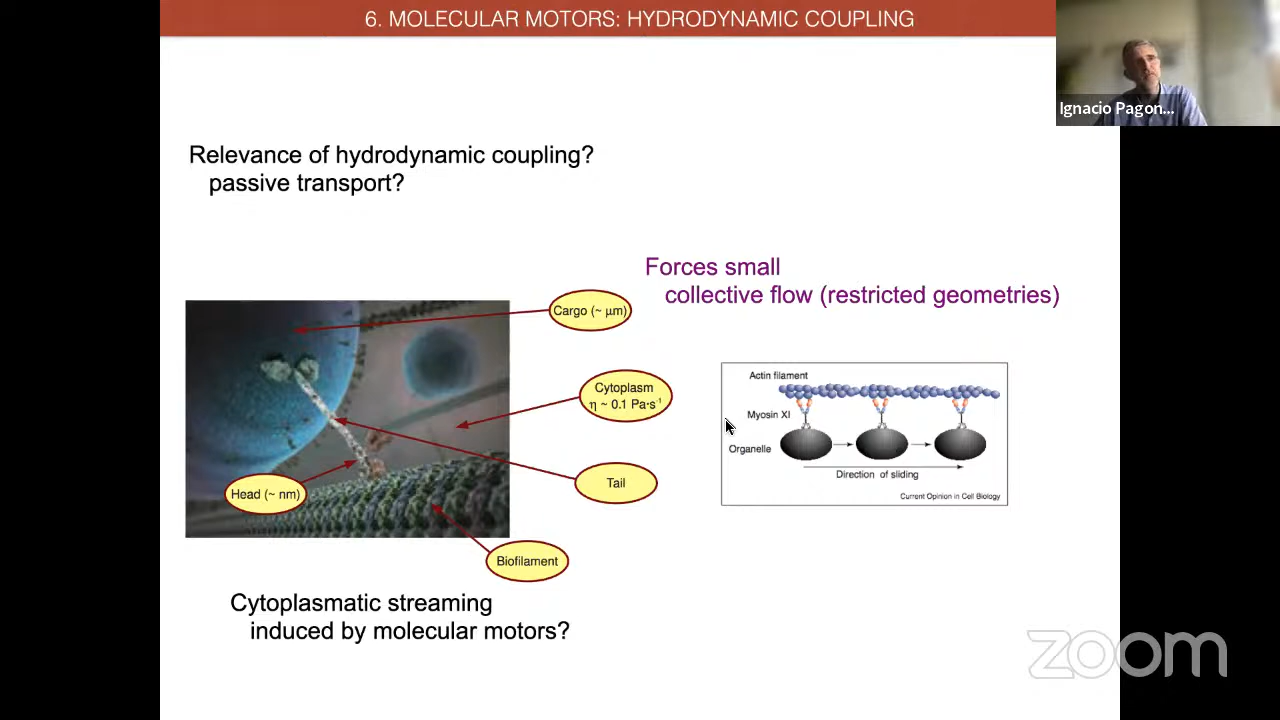 6. MOLECULAR MOTORS: HYDRODYNAMIC COUPLING
Ignacio Pagon...
Relevance of hydrodynamic coupling?
passive transport?
Forces small
collective flow (restricted geometries)
Cargo (~ μm)
Cytoplasm
η ~ 0.1 Pa·s⁻¹
Tail
Head (~ nm)
Biofilament
Actin filament
Myosin XI
Organelle
Direction of sliding
Current Opinion in Cell Biology
Cytoplasmatic streaming
induced by molecular motors?
zoom